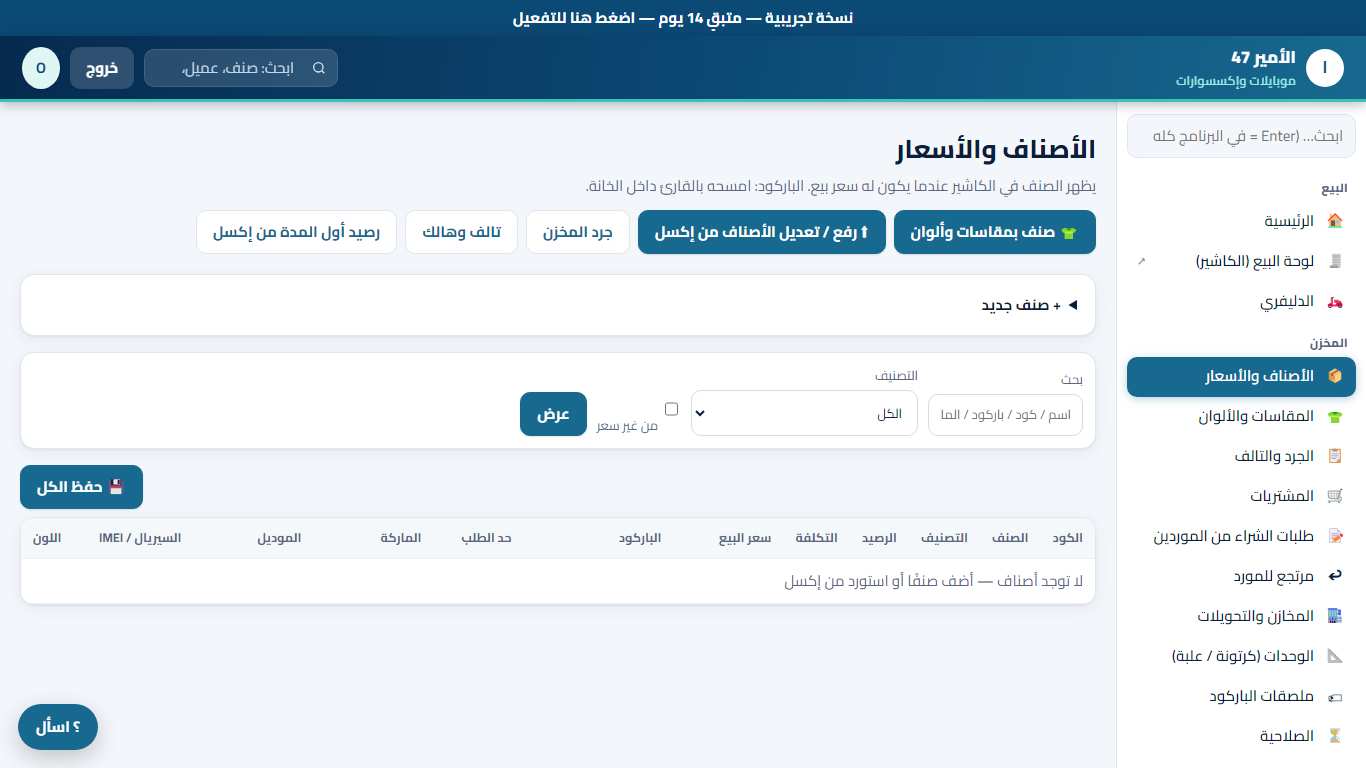 نسخة تجريبية — متبقٍ 14 يوم — اضغط هنا للتفعيل
ا
الأمير 47
موبايلات وإكسسوارات
ابحث: صنف، عميل،
خروج
O
ابحث... (Enter = في البرنامج كله
البيع
الرئيسية
لوحة البيع (الكاشير)
الدليفري
المخزن
الأصناف والأسعار
المقاسات والألوان
الجرد والتالف
المشتريات
طلبات الشراء من الموردين
مرتجع للمورد
المخازن والتحويلات
الوحدات (كرتونة / علبة)
ملصقات الباركود
الصلاحية
الأصناف والأسعار
يظهر الصنف في الكاشير عندما يكون له سعر بيع. الباركود: امسحه بالقارئ داخل الخانة.
صنف بمقاسات وألوان
⬆ رفع / تعديل الأصناف من إكسل
جرد المخزن
تالف وهالك
رصيد أول المدة من إكسل
+ صنف جديد
بحث
اسم / كود / باركود / الما
التصنيف
الكل
من غير سعر
عرض
حفظ الكل
الكود الصنف التصنيف الرصيد التكلفة سعر البيع الباركود حد الطلب الماركة الموديل السيريال / IMEI اللون
لا توجد أصناف — أضف صنفًا أو استورد من إكسل
؟ اسأل